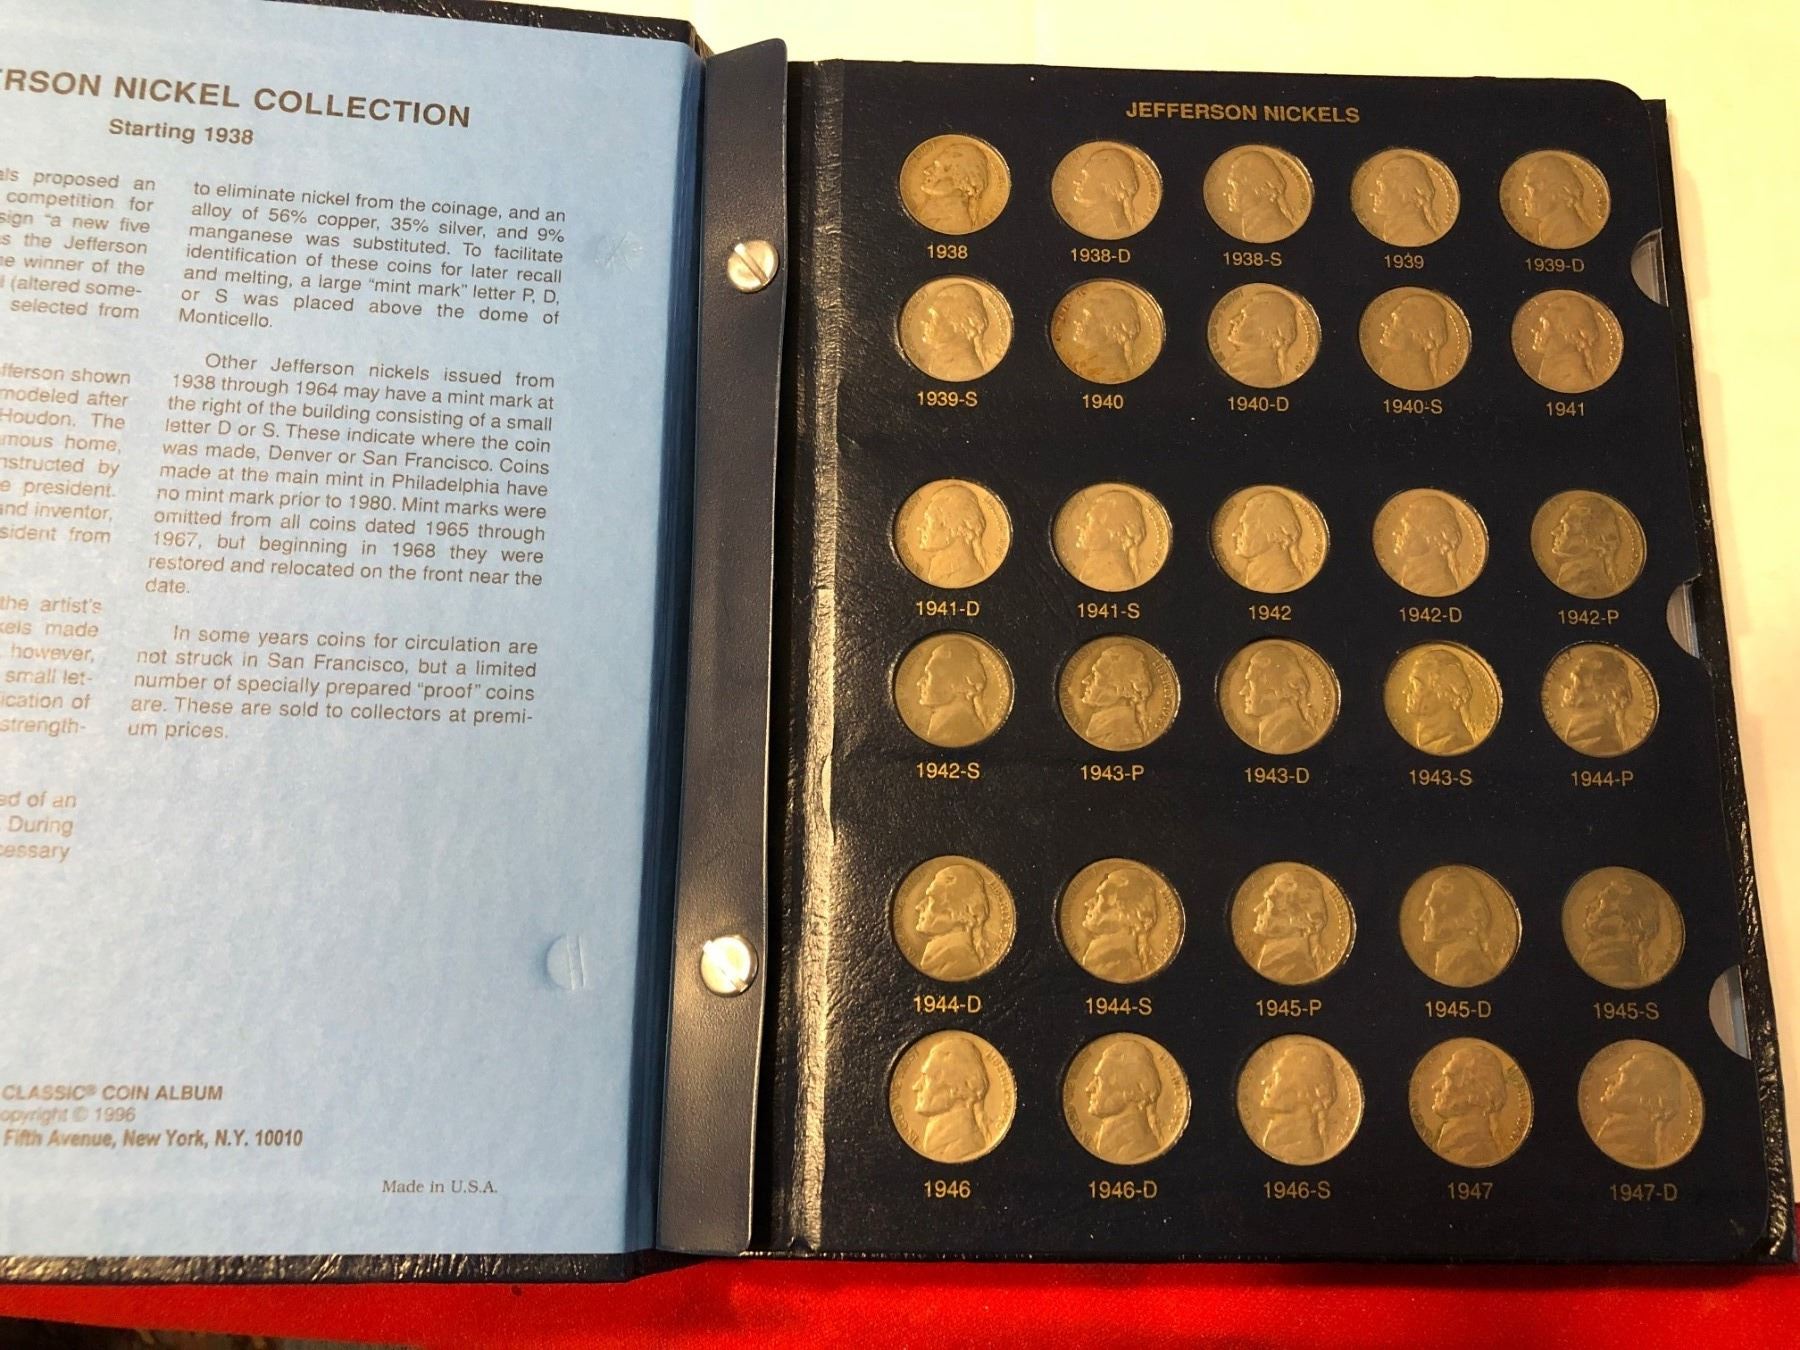 RSON NICKEL COLLECTION
Starting 1938
als proposed an
competition for
sign "a new five
s the Jefferson
e winner of the
(altered some-
selected from
fferson shown
modeled after
Houdon. The
mous home,
nstructed by
e president.
and inventor,
sident from
the artist's
kels made
however,
small let-
ication of
strength-
ed of an
During
cessary
to eliminate nickel from the coinage, and an
alloy of 56% copper, 35% silver, and 9%
manganese was substituted. To facilitate
identification of these coins for later recall
and melting, a large "mint mark" letter P, D,
or S was placed above the dome of
Monticello.
Other Jefferson nickels issued from
1938 through 1964 may have a mint mark at
the right of the building consisting of a small
letter D or S. These indicate where the coin
was made, Denver or San Francisco. Coins
made at the main mint in Philadelphia have
no mint mark prior to 1980. Mint marks were
omitted from all coins dated 1965 through
1967, but beginning in 1968 they were
restored and relocated on the front near the
date.
In some years coins for circulation are
not struck in San Francisco, but a limited
number of specially prepared "proof" coins
are. These are sold to collectors at premi-
um prices.
CLASSIC® COIN ALBUM
opyright © 1996
Fifth Avenue, New York, N.Y. 10010
Made in U.S.A.
JEFFERSON NICKELS
1938 1938-D 1938-S 1939 1939-D
1939-S 1940 1940-D 1940-S 1941
1941-D 1941-S 1942 1942-D 1942-P
1942-S 1943-P 1943-D 1943-S 1944-P
1944-D 1944-S 1945-P 1945-D 1945-S
1946 1946-D 1946-S 1947 1947-D